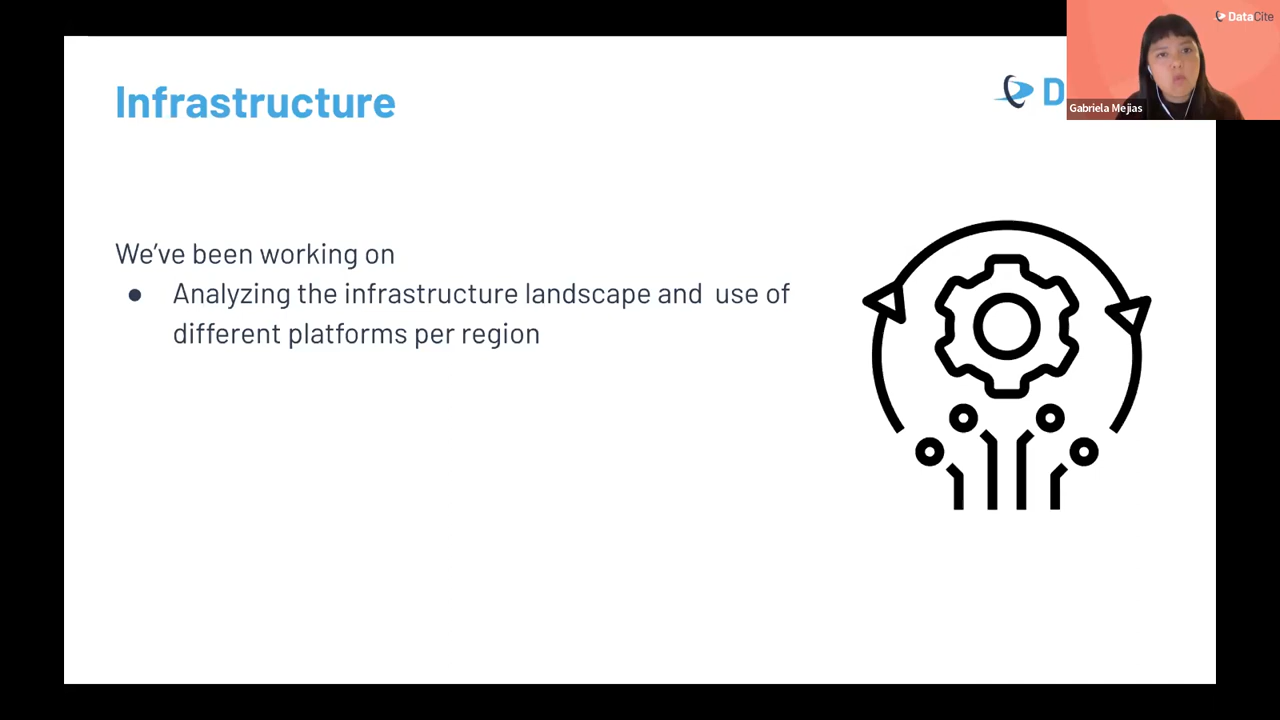 DataCite
Infrastructure
D
Gabriela Mejias
We’ve been working on
● Analyzing the infrastructure landscape and use of
different platforms per region